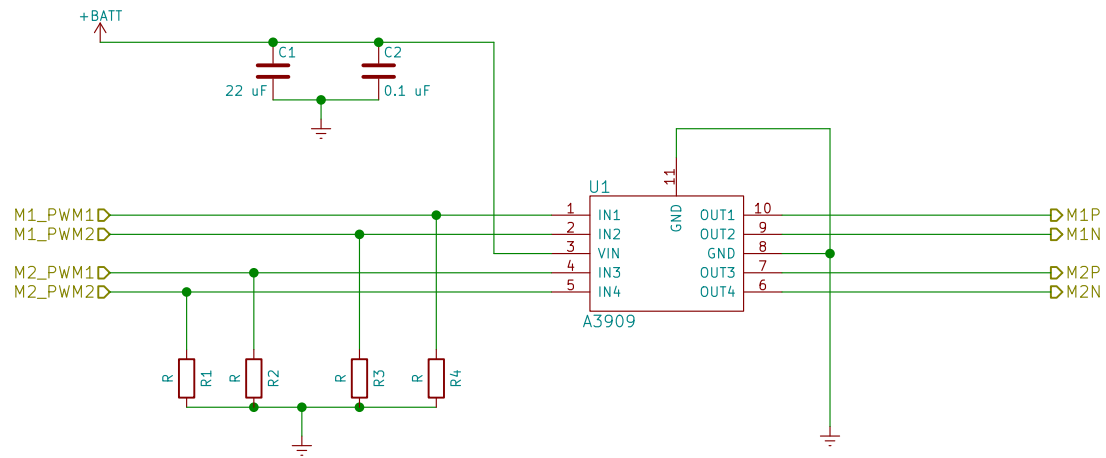 +BATT
C1
C2
22 uF
0.1 uF
11
U1
GND
M1_PWM1
1
IN1
OUT1
10
M1P
M1_PWM2
2
IN2
OUT2
9
M1N
3
VIN
GND
8
M2_PWM1
4
IN3
OUT3
7
M2P
M2_PWM2
5
IN4
OUT4
6
M2N
A3909
R
R1
R
R2
R
R3
R
R4